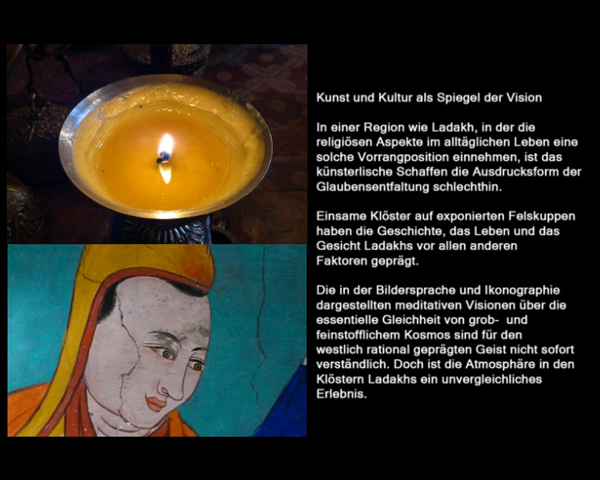 Kunst und Kultur als Spiegel der Vision
In einer Region wie Ladakh, in der die
religiösen Aspekte im alltäglichen Leben eine
solche Vorrangposition einnehmen, ist das
künstlerische Schaffen die Ausdrucksform der
Glaubensentfaltung schlechthin.
Einsame Klöster auf exponierten Felskuppen
haben die Geschichte, das Leben und das
Gesicht Ladakhs vor allen anderen
Faktoren geprägt.
Die in der Bildersprache und Ikonographie
dargestellten meditativen Visionen über die
essentielle Gleichheit von grob- und
feinstofflichem Kosmos sind für den
westlich rational geprägten Geist nicht sofort
verständlich. Doch ist die Atmosphäre in den
Klöstern Ladakhs ein unvergleichliches
Erlebnis.